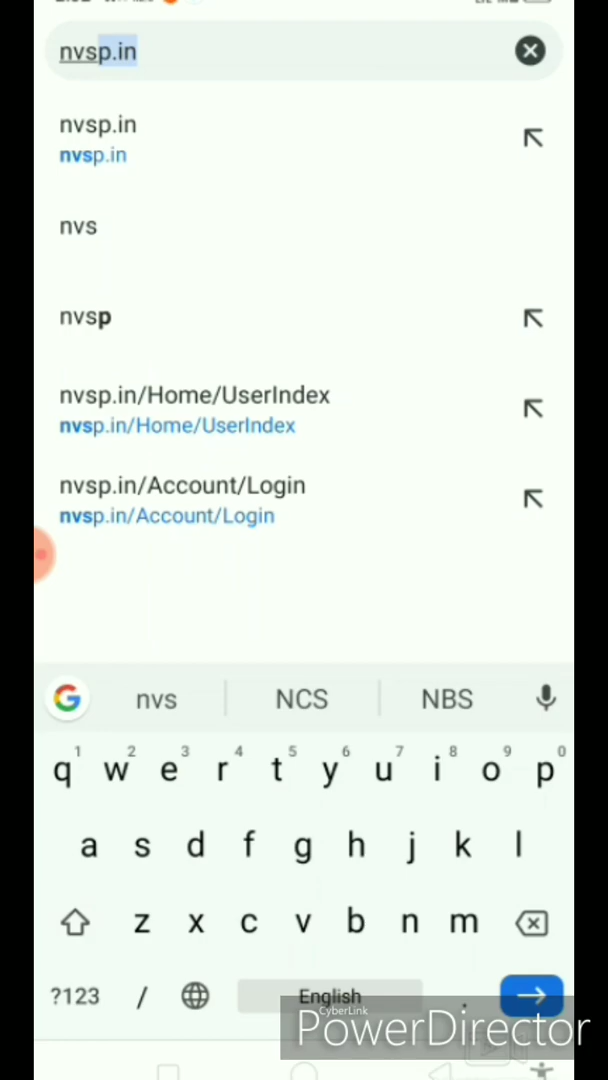 nvsp.in
nvsp.in
nvsp.in
nvs
nvsp
nvsp.in/Home/UserIndex
nvsp.in/Home/UserIndex
nvsp.in/Account/Login
nvsp.in/Account/Login
G nvs NCS NBS
1 2 3 4 5 6 7 8 9 0
q w e r t y u i o p
a s d f g h j k l
z x c v b n m
?123 / English .
CyberLink
PowerDirector